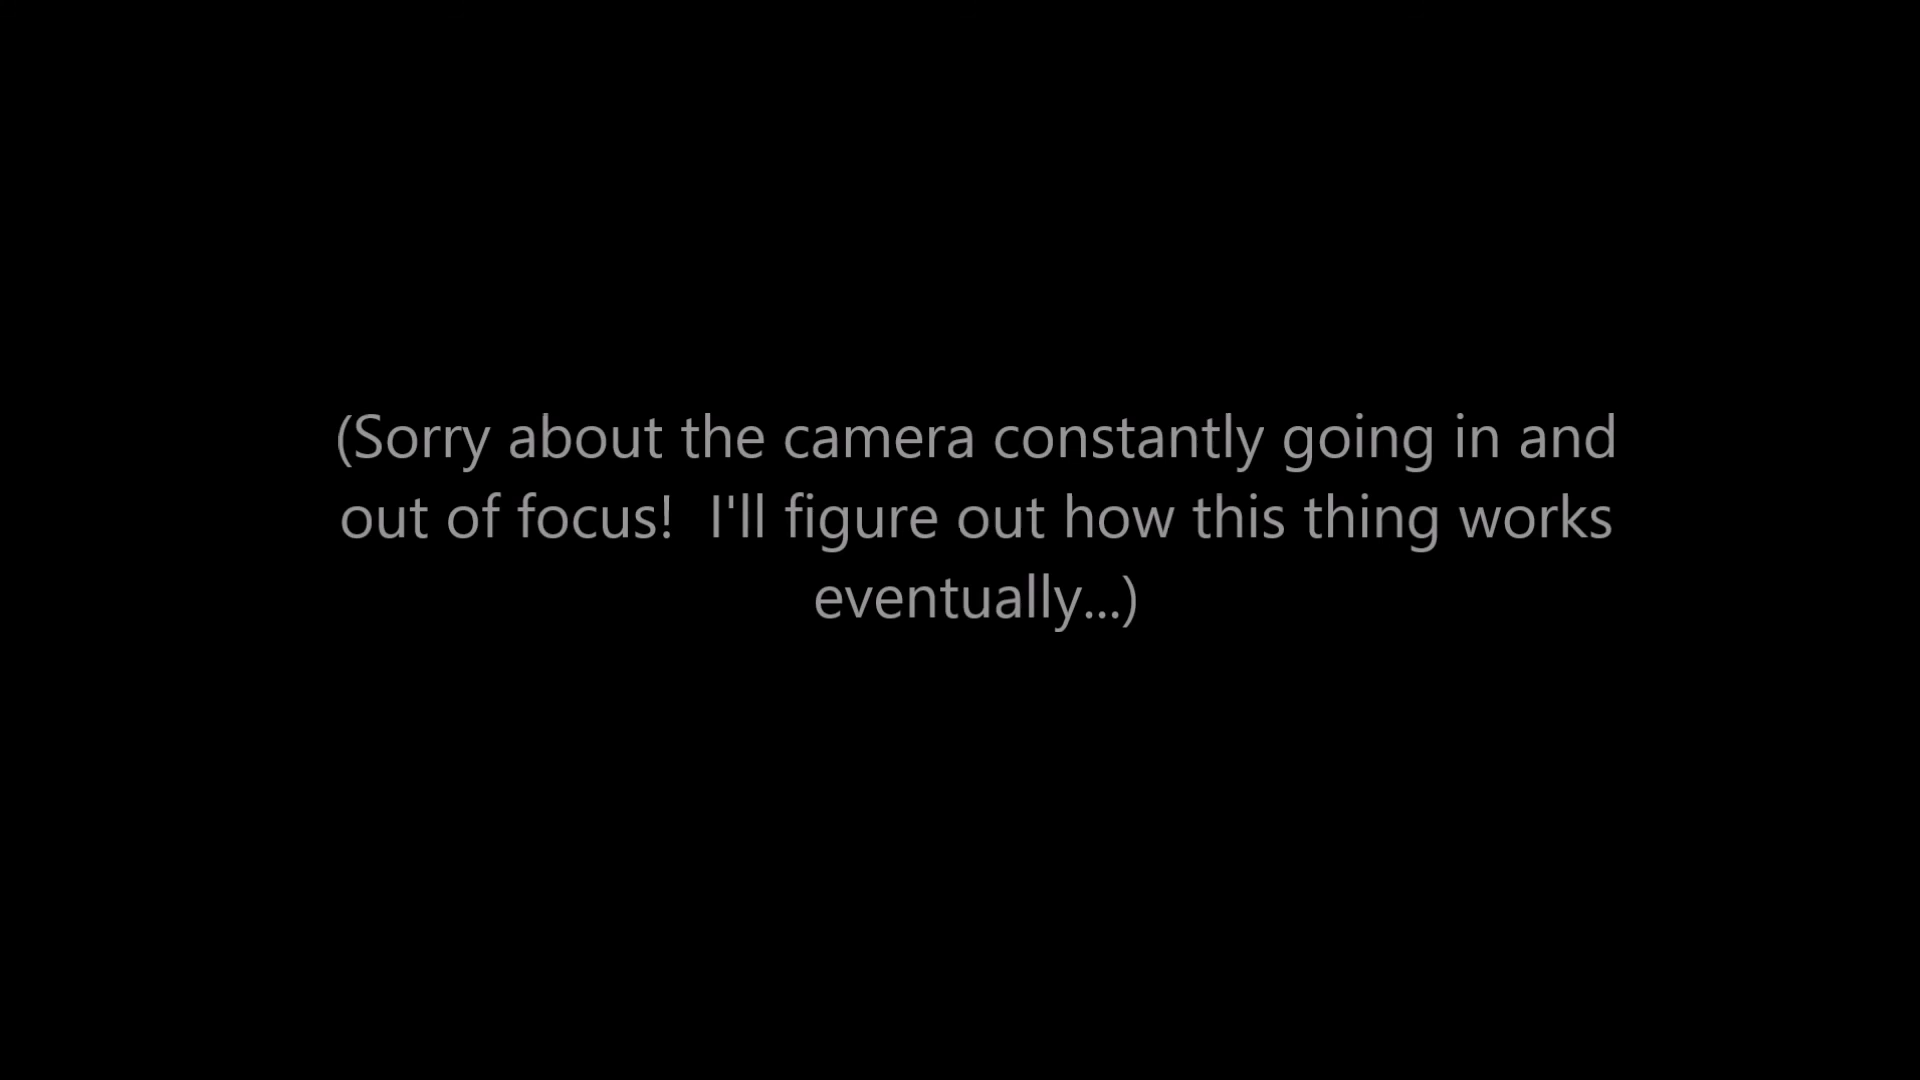 (Sorry about the camera constantly going in and
out of focus!  I'll figure out how this thing works
eventually...)